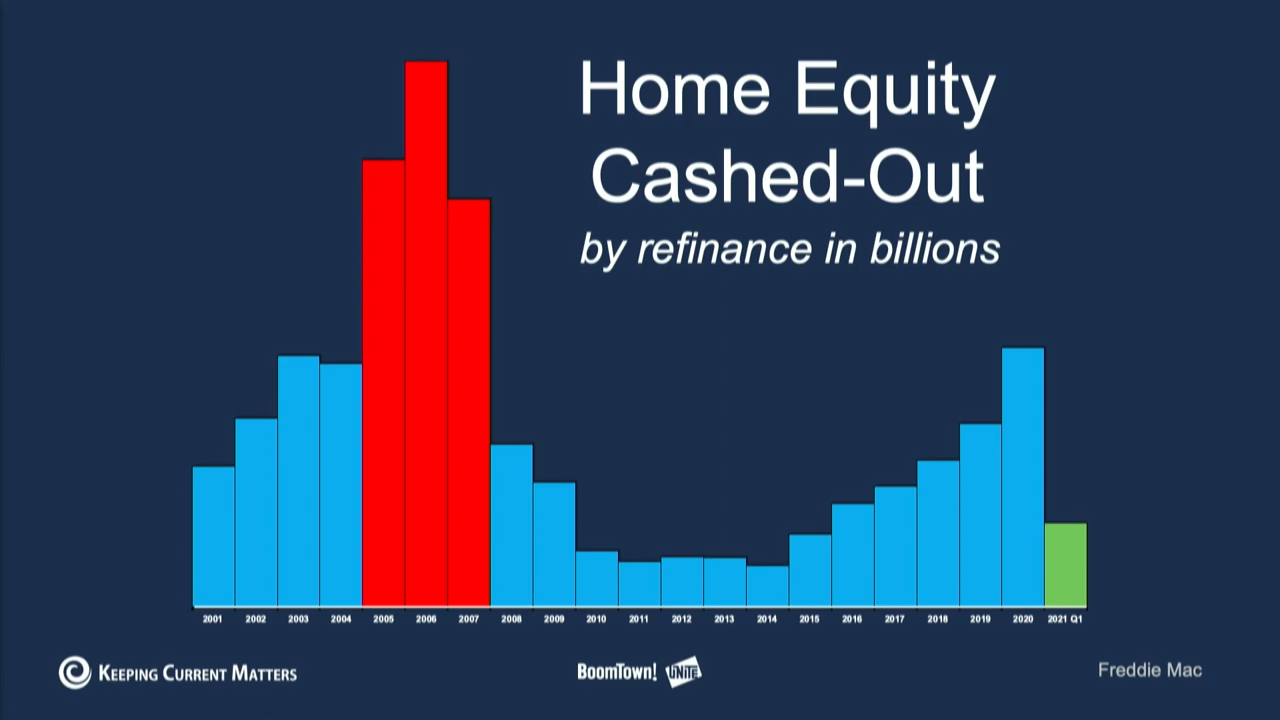 Home Equity
Cashed-Out
by refinance in billions
2001 2002 2003 2004 2005 2006 2007 2008 2009 2010 2011 2012 2013 2014 2015 2016 2017 2018 2019 2020 2021 Q1
KEEPING CURRENT MATTERS
BoomTown! UNITE
Freddie Mac